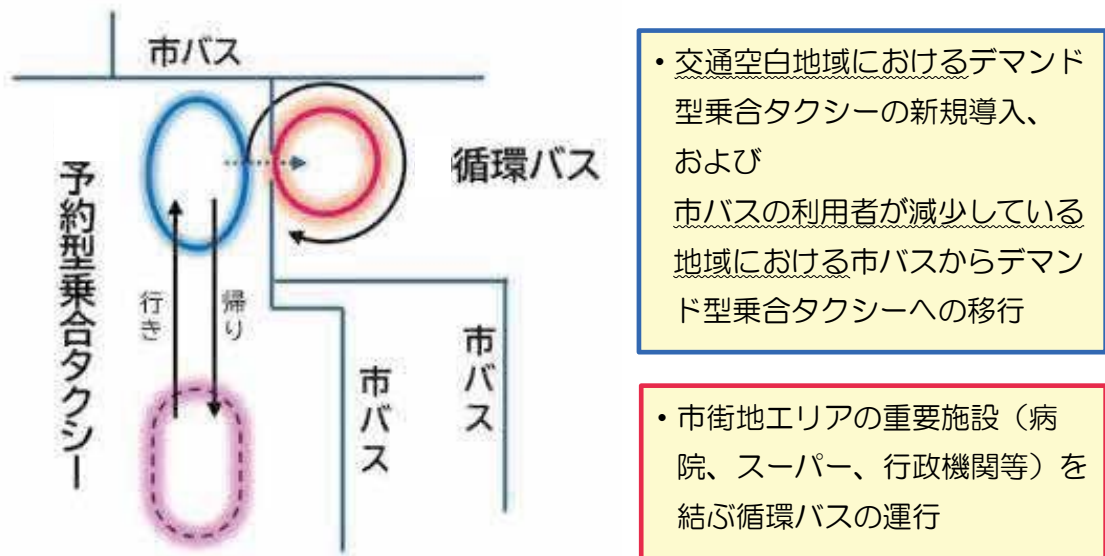 市バス
循環バス
予約型乗合タクシー
行き
帰り
市バス
市バス
・交通空白地域におけるデマンド
型乗合タクシーの新規導入、
および
市バスの利用者が減少している
地域における市バスからデマン
ド型乗合タクシーへの移行
・市街地エリアの重要施設（病
院、スーパー、行政機関等）を
結ぶ循環バスの運行